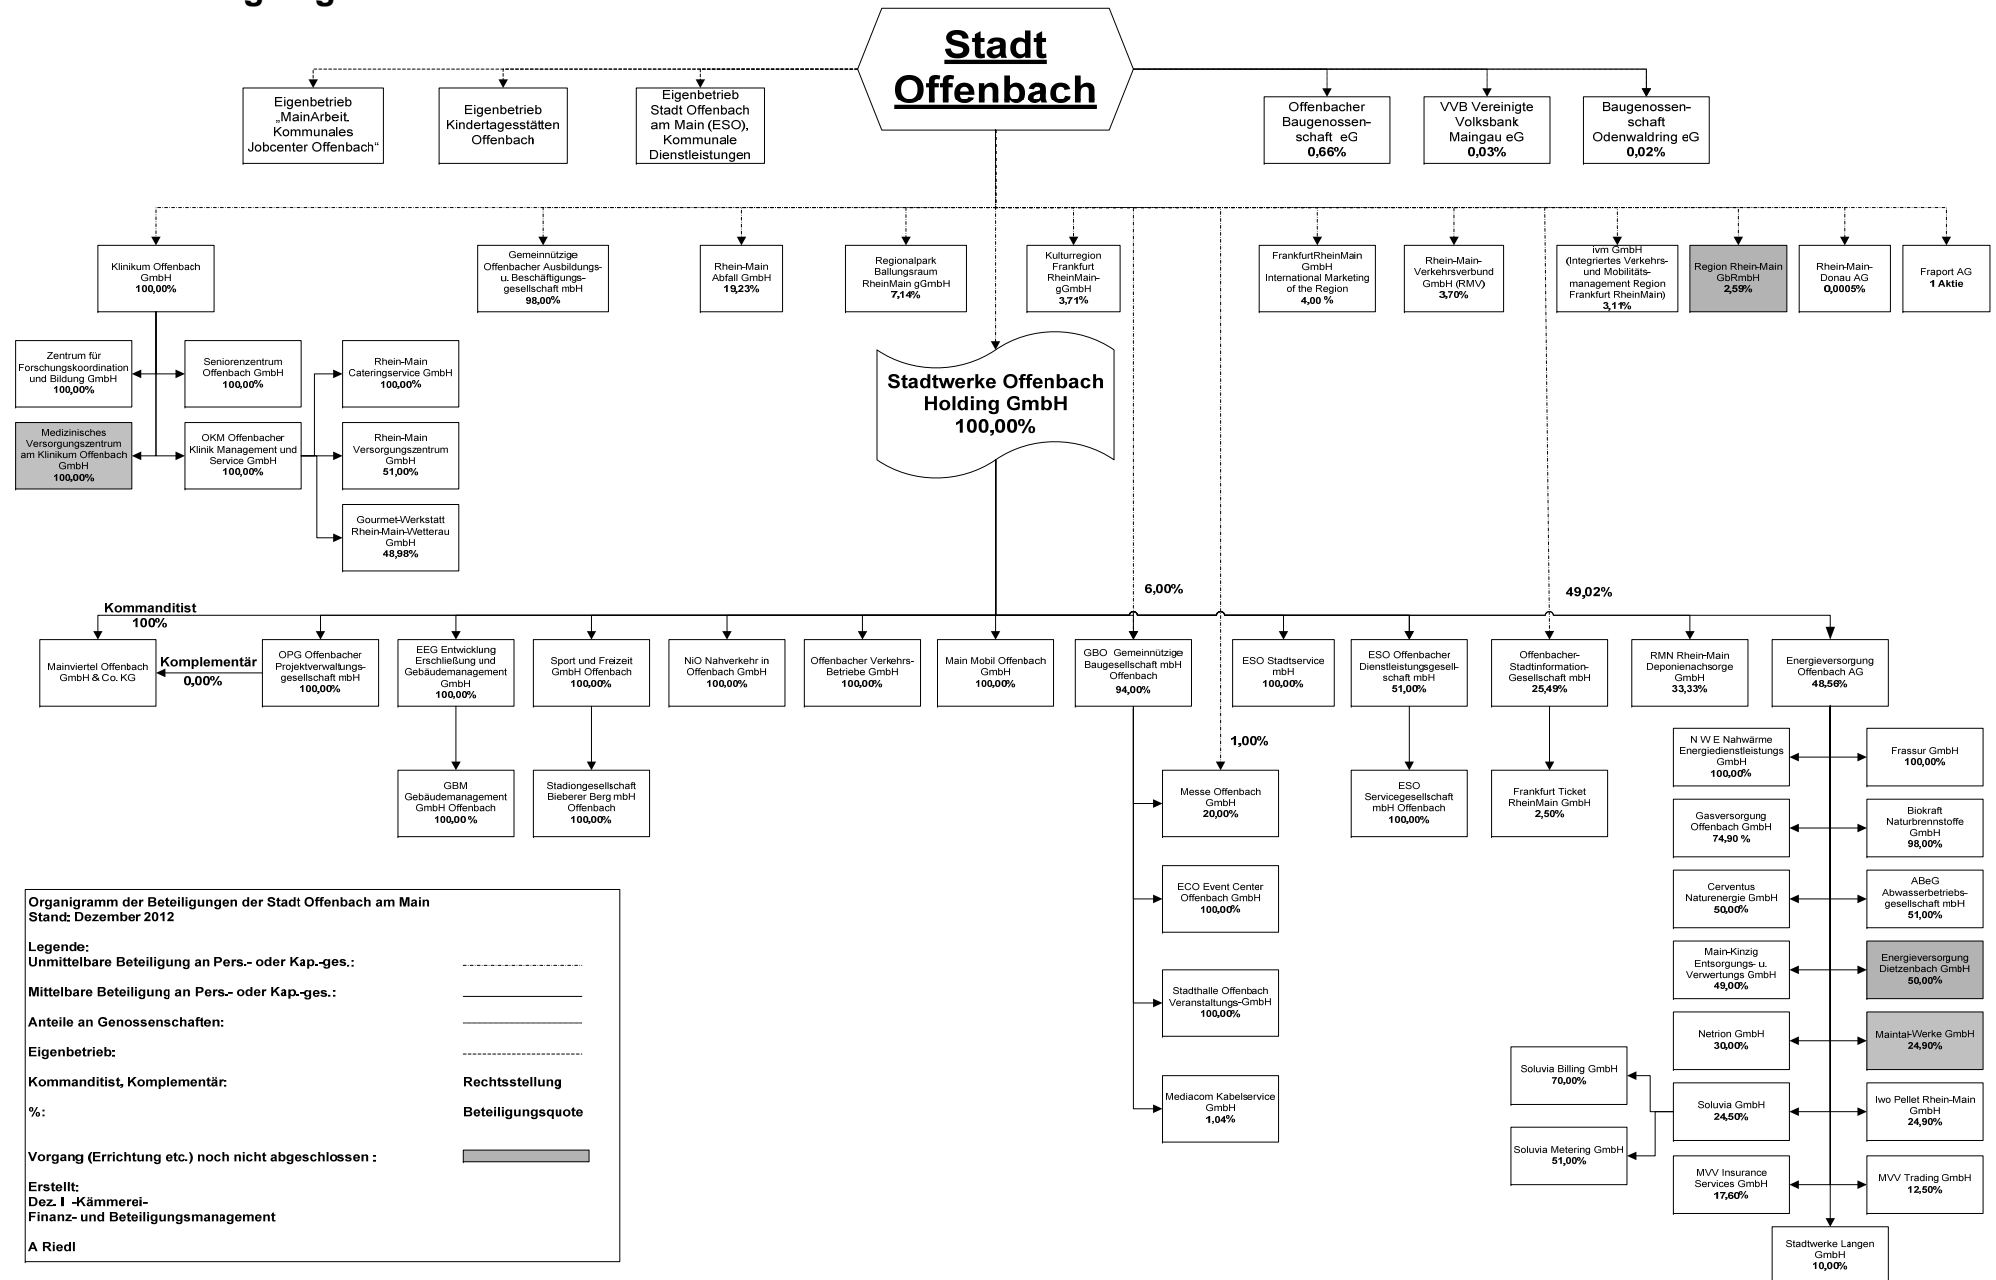 Stadt
Offenbach
Eigenbetrieb
„MainArbeit.
Kommunales
Jobcenter Offenbach“
Eigenbetrieb
Kindertagesstätten
Offenbach
Eigenbetrieb
Stadt Offenbach
am Main (ESO),
Kommunale
Dienstleistungen
Offenbacher
Baugenossen-
schaft eG
0,66%
VVB Vereinigte
Volksbank
Maingau eG
0,03%
Baugenossen-
schaft
Odenwaldring eG
0,02%
Klinikum Offenbach
GmbH
100,00%
Gemeinnützige
Offenbacher Ausbildungs-
u. Beschäftigungs-
gesellschaft mbH
98,00%
Rhein-Main
Abfall GmbH
19,23%
Regionalpark
Ballungsraum
RheinMain gGmbH
7,14%
Kulturregion
Frankfurt
RheinMain-
gGmbH
3,71%
FrankfurtRheinMain
GmbH
International Marketing
of the Region
4,00 %
Rhein-Main-
Verkehrsverbund
GmbH (RMV)
3,70%
ivm GmbH
(Integriertes Verkehrs-
und Mobilitäts-
management Region
Frankfurt RheinMain)
3,11%
Region Rhein-Main
GbRmbH
2,59%
Rhein-Main-
Donau AG
0,0005%
Fraport AG
1 Aktie
Zentrum für
Forschungskoordination
und Bildung GmbH
100,00%
Seniorenzentrum
Offenbach GmbH
100,00%
Rhein-Main
Cateringservice GmbH
100,00%
Medizinisches
Versorgungszentrum
am Klinikum Offenbach
GmbH
100,00%
OKM Offenbacher
Klinik Management und
Service GmbH
100,00%
Rhein-Main
Versorgungszentrum
GmbH
51,00%
Gourmet-Werkstatt
Rhein-Main-Wetterau
GmbH
48,98%
Stadtwerke Offenbach
Holding GmbH
100,00%
6,00%
49,02%
Kommanditist
100%
Mainviertel Offenbach
GmbH & Co. KG
Komplementär
0,00%
OPG Offenbacher
Projektverwaltungs-
gesellschaft mbH
100,00%
EEG Entwicklung
Erschließung und
Gebäudemanagement
GmbH
100,00%
Sport und Freizeit
GmbH Offenbach
100,00%
NiO Nahverkehr in
Offenbach GmbH
100,00%
Offenbacher Verkehrs-
Betriebe GmbH
100,00%
Main Mobil Offenbach
GmbH
100,00%
GBO Gemeinnützige
Baugesellschaft mbH
Offenbach
94,00%
ESO Stadtservice
mbH
100,00%
ESO Offenbacher
Dienstleistungsgesell-
schaft mbH
51,00%
Offenbacher-
Stadtinformation-
Gesellschaft mbH
25,49%
RMN Rhein-Main
Deponienachsorge
GmbH
33,33%
Energieversorgung
Offenbach AG
48,56%
GBM
Gebäudemanagement
GmbH Offenbach
100,00 %
Stadiongesellschaft
Bieberer Berg mbH
Offenbach
100,00%
1,00%
Messe Offenbach
GmbH
20,00%
ESO
Servicegesellschaft
mbH Offenbach
100,00%
Frankfurt Ticket
RheinMain GmbH
2,50%
ECO Event Center
Offenbach GmbH
100,00%
Stadthalle Offenbach
Veranstaltungs-GmbH
100,00%
Mediacom Kabelservice
GmbH
1,04%
N W E Nahwärme
Energiedienstleistungs
GmbH
100,00%
Frassur GmbH
100,00%
Gasversorgung
Offenbach GmbH
74,90 %
Biokraft
Naturbrennstoffe
GmbH
98,00%
Cerventus
Naturenergie GmbH
50,00%
ABeG
Abwasserbetriebs-
gesellschaft mbH
51,00%
Main-Kinzig
Entsorgungs- u.
Verwertungs GmbH
49,00%
Energieversorgung
Dietzenbach GmbH
50,00%
Netrion GmbH
30,00%
Maintal-Werke GmbH
24,90%
Soluvia Billing GmbH
70,00%
Soluvia GmbH
24,50%
Iwo Pellet Rhein-Main
GmbH
24,90%
Soluvia Metering GmbH
51,00%
MVV Insurance
Services GmbH
17,60%
MVV Trading GmbH
12,50%
Stadtwerke Langen
GmbH
10,00%
Organigramm der Beteiligungen der Stadt Offenbach am Main
Stand: Dezember 2012
Legende:
Unmittelbare Beteiligung an Pers.- oder Kap.-ges.:
Mittelbare Beteiligung an Pers.- oder Kap.-ges.:
Anteile an Genossenschaften:
Eigenbetrieb:
Kommanditist, Komplementär: Rechtsstellung
%: Beteiligungsquote
Vorgang (Errichtung etc.) noch nicht abgeschlossen :
Erstellt:
Dez. I -Kämmerei-
Finanz- und Beteiligungsmanagement
A Riedl